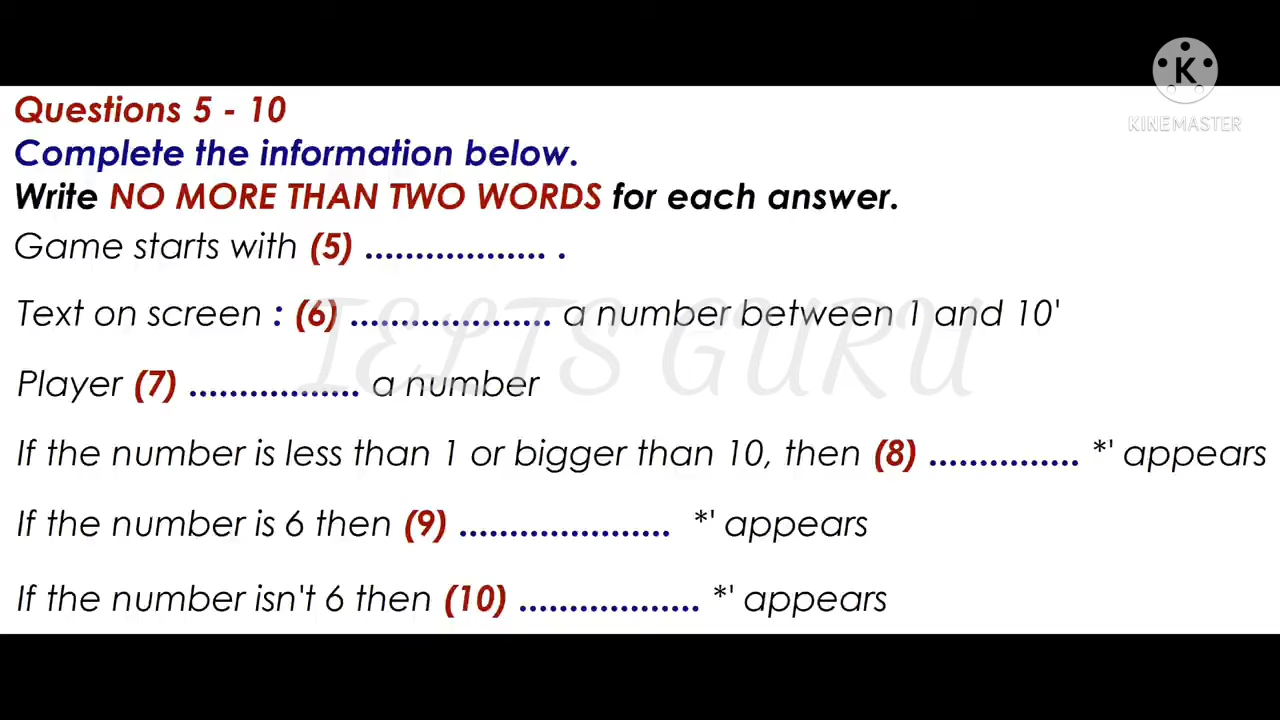 K
KINEMASTER
Questions 5 - 10
Complete the information below.
Write NO MORE THAN TWO WORDS for each answer.
Game starts with (5) .................. .
Text on screen : (6) .................... a number between 1 and 10'
Player (7) ................. a number
If the number is less than 1 or bigger than 10, then (8) ............... *' appears
If the number is 6 then (9) ..................... *' appears
If the number isn't 6 then (10) .................. *' appears
IELTS GURU